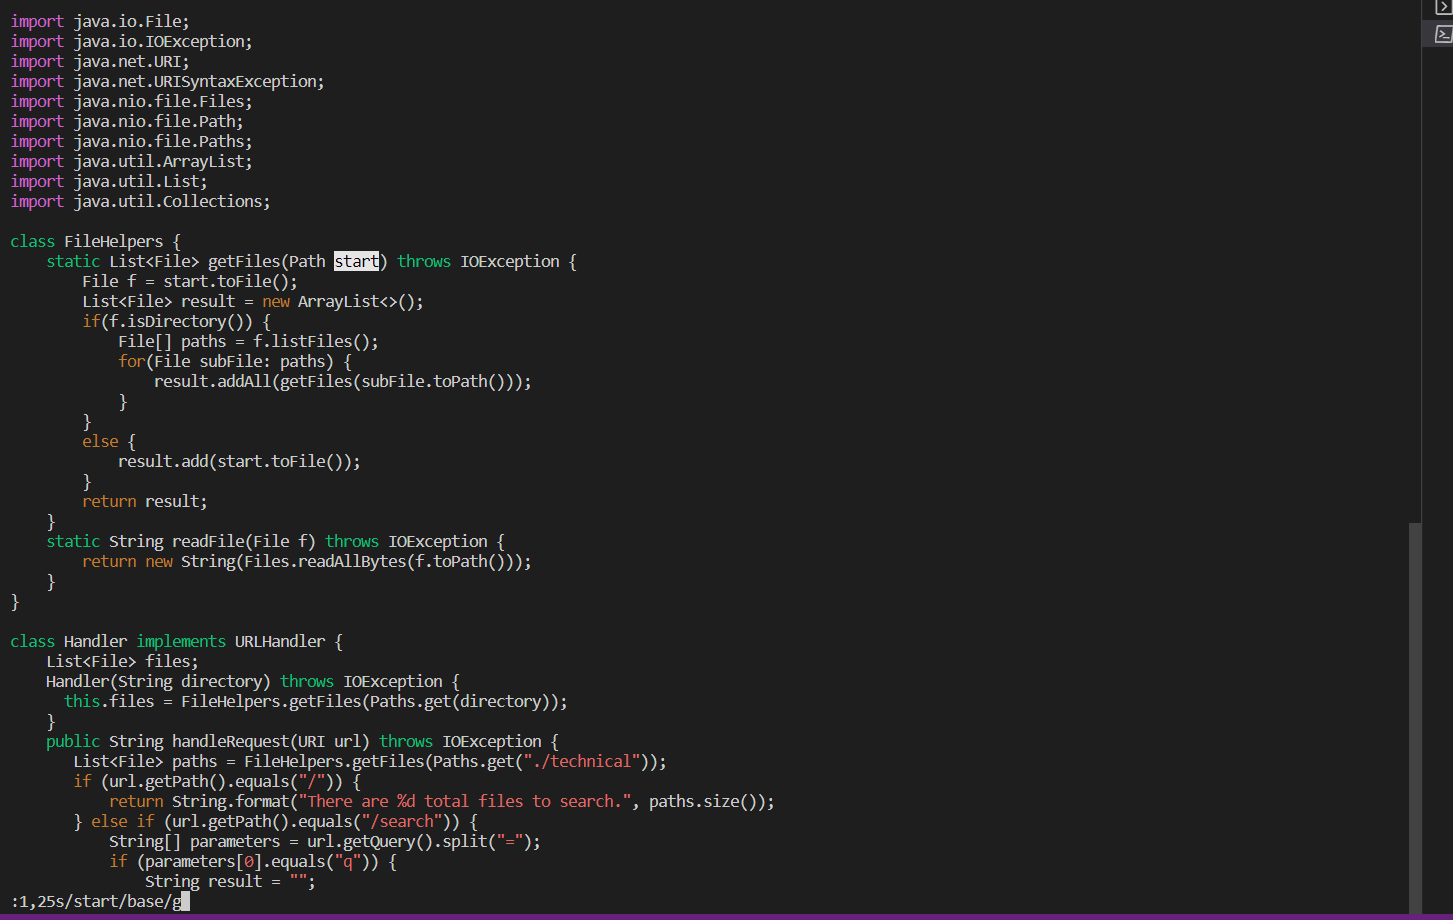 import java.io.File;
import java.io.IOException;
import java.net.URI;
import java.net.URISyntaxException;
import java.nio.file.Files;
import java.nio.file.Path;
import java.nio.file.Paths;
import java.util.ArrayList;
import java.util.List;
import java.util.Collections;

class FileHelpers {
    static List<File> getFiles(Path start) throws IOException {
        File f = start.toFile();
        List<File> result = new ArrayList<>();
        if(f.isDirectory()) {
            File[] paths = f.listFiles();
            for(File subFile: paths) {
                result.addAll(getFiles(subFile.toPath()));
            }
        }
        else {
            result.add(start.toFile());
        }
        return result;
    }
    static String readFile(File f) throws IOException {
        return new String(Files.readAllBytes(f.toPath()));
    }
}

class Handler implements URLHandler {
    List<File> files;
    Handler(String directory) throws IOException {
      this.files = FileHelpers.getFiles(Paths.get(directory));
    }
    public String handleRequest(URI url) throws IOException {
       List<File> paths = FileHelpers.getFiles(Paths.get("./technical"));
       if (url.getPath().equals("/")) {
           return String.format("There are %d total files to search.", paths.size());
       } else if (url.getPath().equals("/search")) {
           String[] parameters = url.getQuery().split("=");
           if (parameters[0].equals("q")) {
               String result = "";
:1,25s/start/base/g